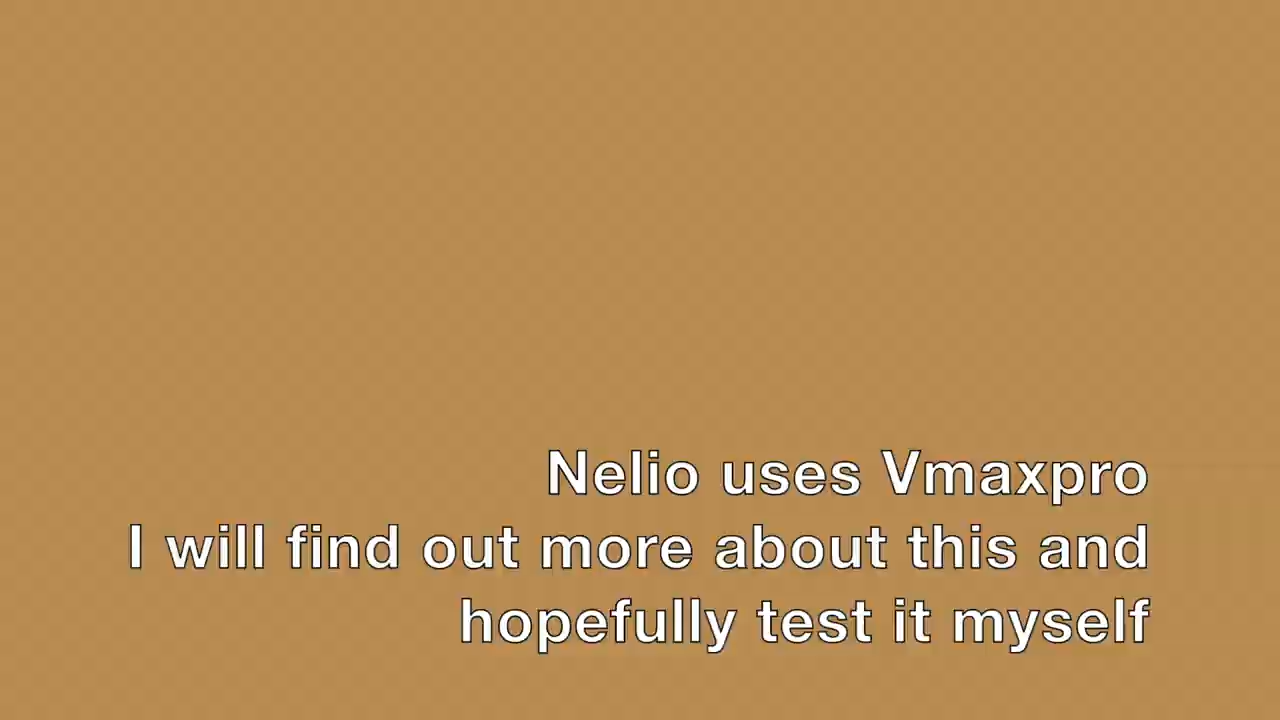 Nelio uses Vmaxpro
I will find out more about this and
hopefully test it myself